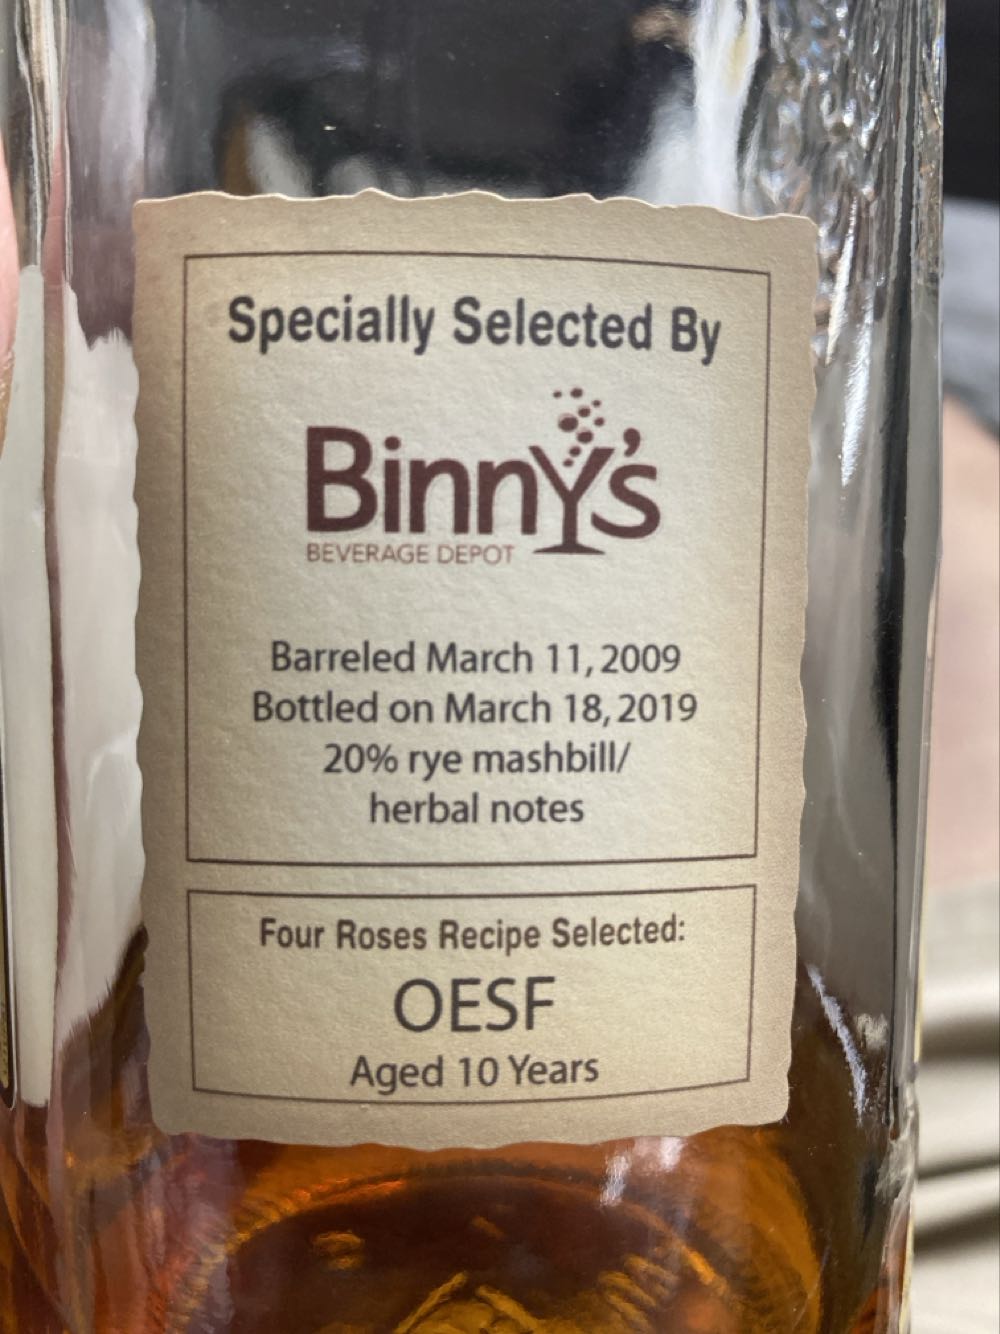 Specially Selected By
Binny's
BEVERAGE DEPOT
Barreled March 11, 2009
Bottled on March 18, 2019
20% rye mashbill/
herbal notes
Four Roses Recipe Selected:
OESF
Aged 10 Years